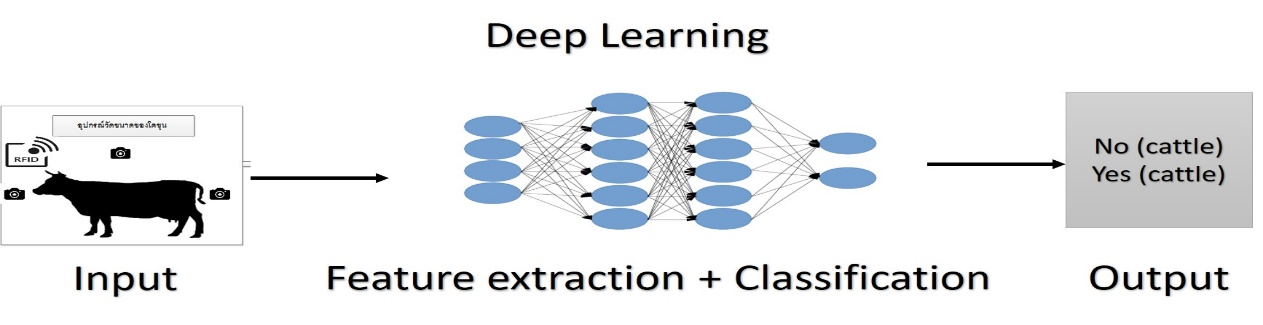 Deep Learning
อุปกรณ์วัดขนาดของโคขุน
RFID
No (cattle)
Yes (cattle)
Input
Feature extraction + Classification
Output